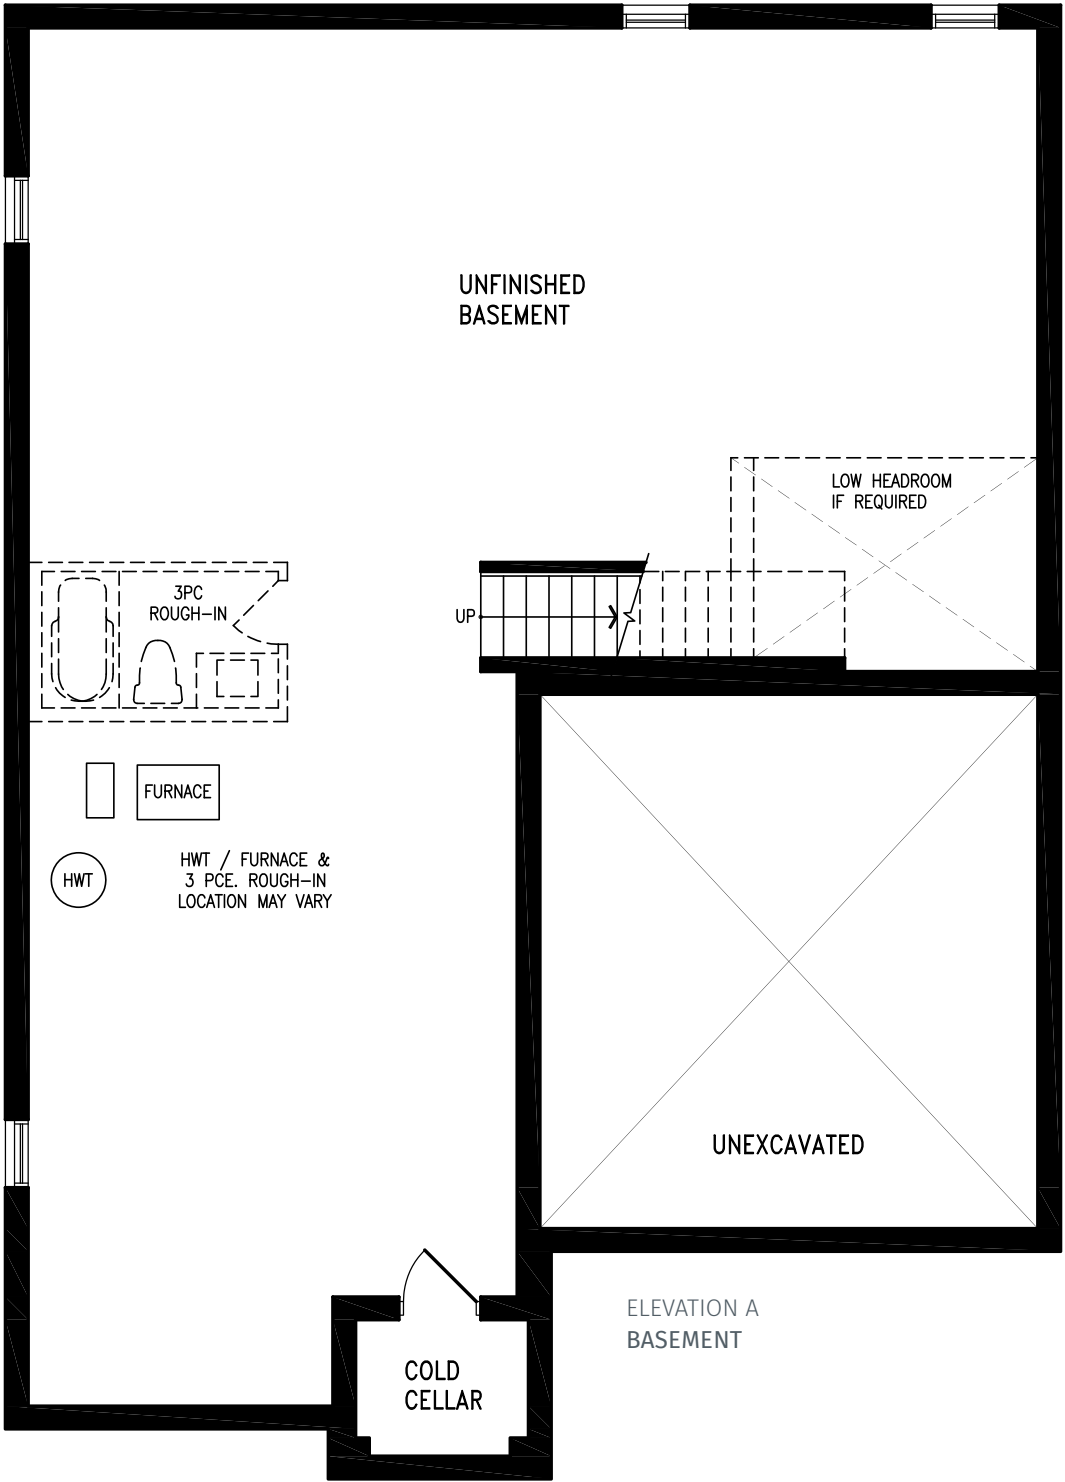 UNFINISHED
BASEMENT
LOW HEADROOM
IF REQUIRED
3PC
ROUGH-IN
UP
FURNACE
HWT / FURNACE &
3 PCE. ROUGH-IN
LOCATION MAY VARY
HWT
UNEXCAVATED
ELEVATION A
BASEMENT
COLD
CELLAR